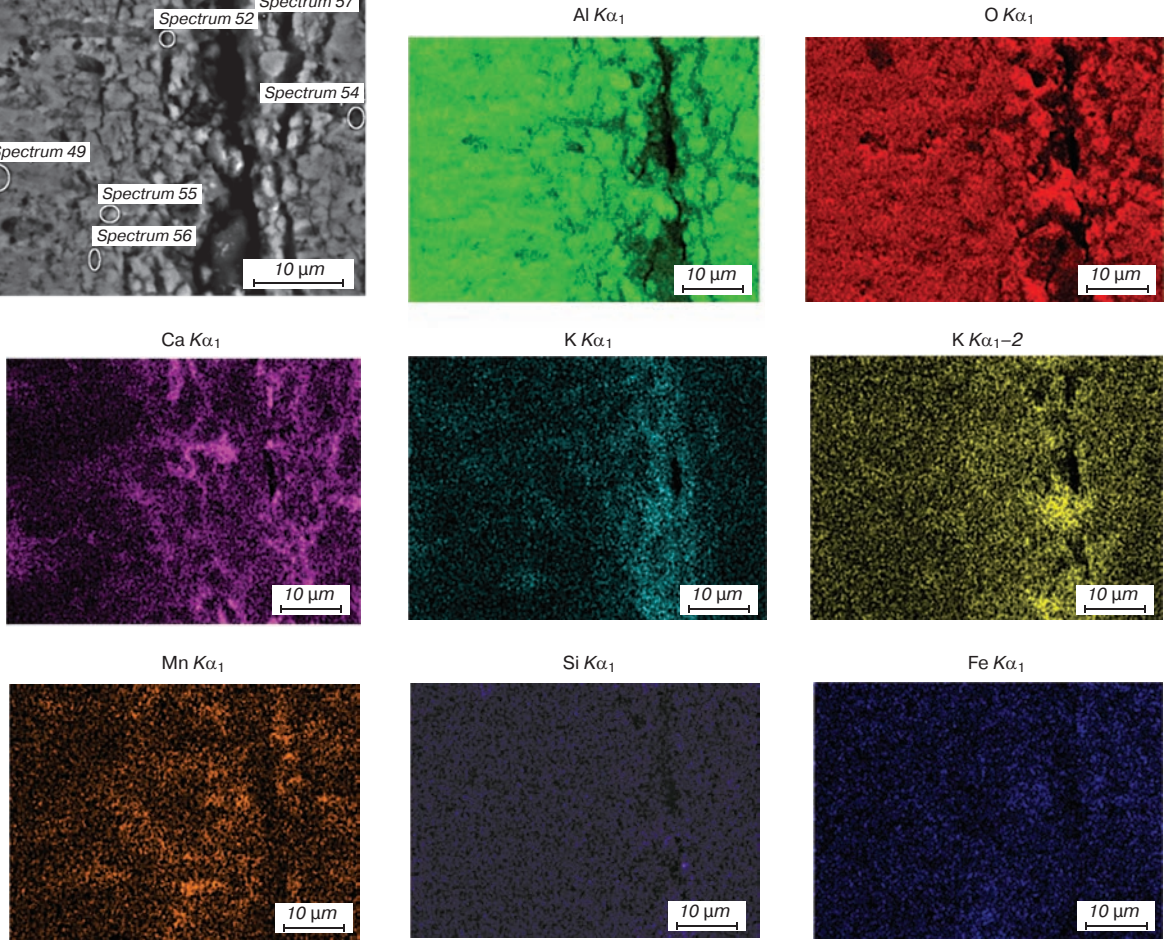 Spectrum 57
Spectrum 52
Spectrum 54
Spectrum 49
Spectrum 55
Spectrum 56
10 µm
Al Kα1
10 µm
O Kα1
10 µm
Ca Kα1
10 µm
K Kα1
10 µm
K Kα1–2
10 µm
Mn Kα1
10 µm
Si Kα1
10 µm
Fe Kα1
10 µm